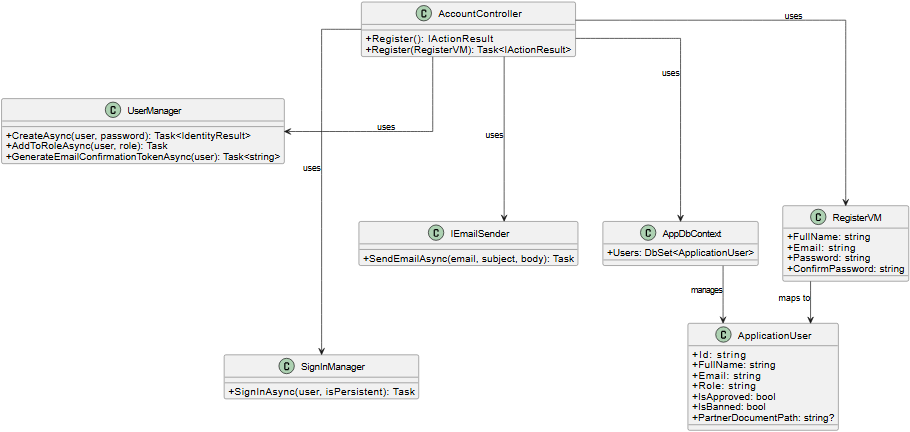 C AccountController
+Register(): IActionResult
+Register(RegisterVM): Task<IActionResult>
uses
uses
C UserManager
+CreateAsync(user, password): Task<IdentityResult>
+AddToRoleAsync(user, role): Task
+GenerateEmailConfirmationTokenAsync(user): Task<string>
uses
uses
uses
C IEmailSender
+SendEmailAsync(email, subject, body): Task
C AppDbContext
+Users: DbSet<ApplicationUser>
C RegisterVM
+FullName: string
+Email: string
+Password: string
+ConfirmPassword: string
manages
maps to
C SignInManager
+SignInAsync(user, isPersistent): Task
C ApplicationUser
+Id: string
+FullName: string
+Email: string
+Role: string
+IsApproved: bool
+IsBanned: bool
+PartnerDocumentPath: string?